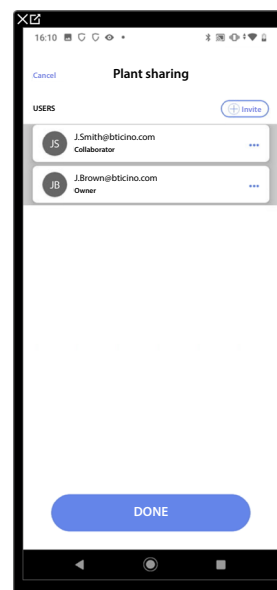 16:10
Cancel
Plant sharing
USERS
Invite
JS
J.Smith@bticino.com
Collaborator
JB
J.Brown@bticino.com
Owner
DONE